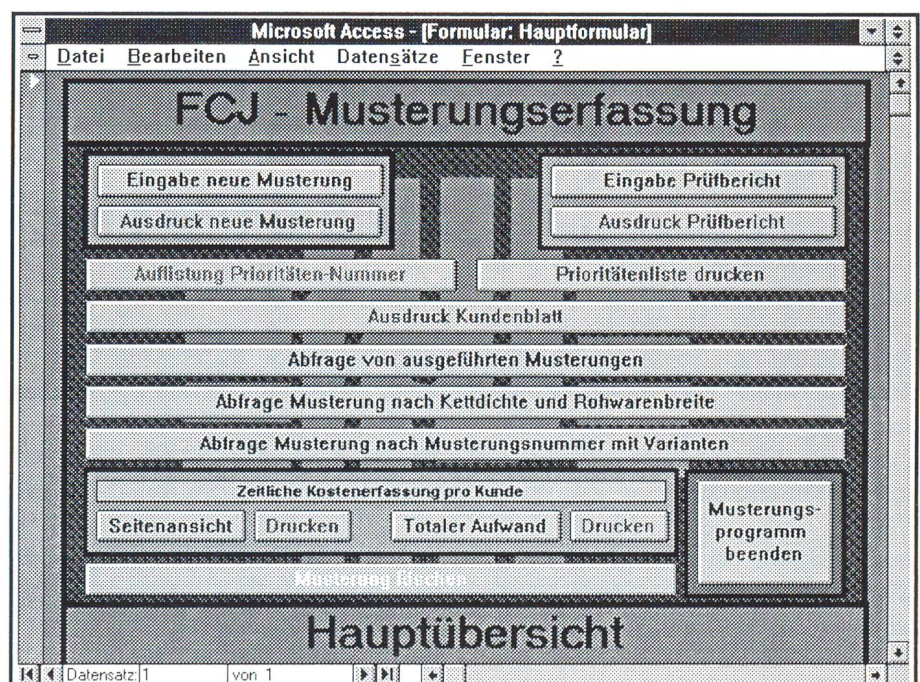 Microsoft Access - [Formular: Hauptformular]
Datei Bearbeiten Ansicht Datensätze Fenster ?
FCJ - Musterungserfassung
Eingabe neue Musterung
Ausdruck neue Musterung
Eingabe Prüfbericht
Ausdruck Prüfbericht
Auflistung Prioritäten-Nummer
Prioritätenliste drucken
Ausdruck Kundenblatt
Abfrage von ausgeführten Musterungen
Abfrage Musterung nach Kettdichte und Rohwarenbreite
Abfrage Musterung nach Musterungsnummer mit Varianten
Zeitliche Kostenerfassung pro Kunde
Seitenansicht Drucken Totaler Aufwand Drucken
Musterungs-
programm
beenden
Musterung löschen
Hauptübersicht
Datensatz: 1 von 1